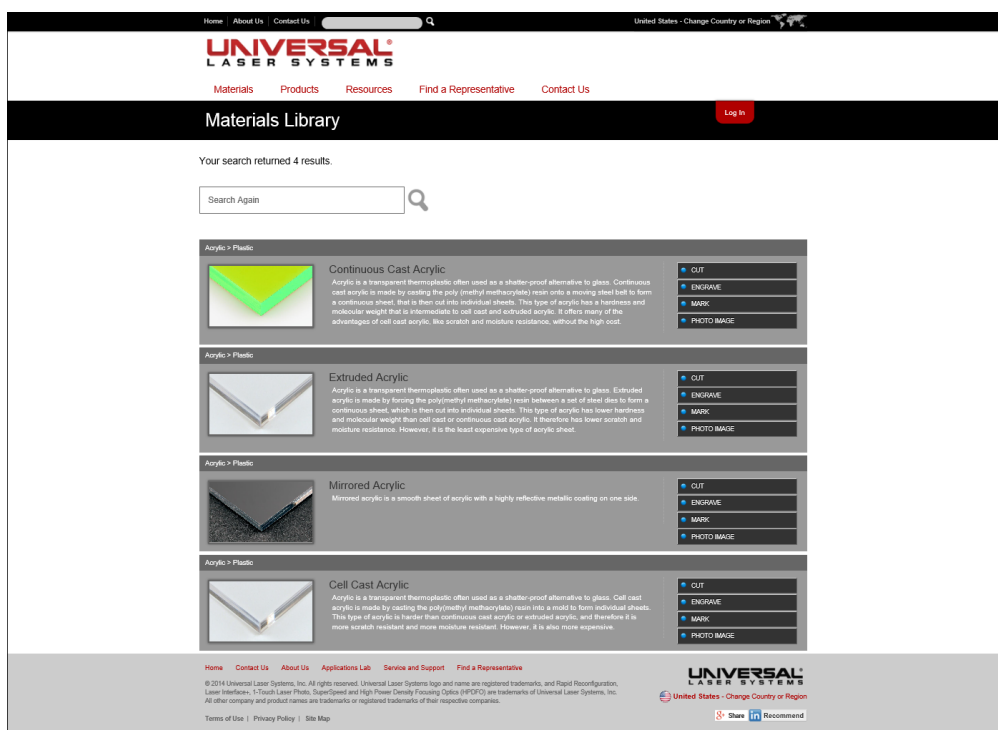 Home | About Us | Contact Us |
United States - Change Country or Region
UNIVERSAL®
LASER SYSTEMS
Materials Products Resources Find a Representative Contact Us
Materials Library
Log In
Your search returned 4 results.
Search Again
Acrylic > Plastic
Continuous Cast Acrylic
Acrylic is a transparent thermoplastic often used as a shatter-proof alternative to glass. Continuous
cast acrylic is made by casting the poly (methyl methacrylate) resin onto a moving steel belt to form
a continuous sheet, that is then cut into individual sheets. This type of acrylic has a hardness and
molecular weight that is intermediate to cell cast and extruded acrylic. It offers many of the
advantages of cell cast acrylic, like scratch and moisture resistance, without the high cost.
CUT
ENGRAVE
MARK
PHOTO IMAGE
Acrylic > Plastic
Extruded Acrylic
Acrylic is a transparent thermoplastic often used as a shatter-proof alternative to glass. Extruded
acrylic is made by forcing the poly(methyl methacrylate) resin between a set of steel dies to form a
continuous sheet, which is then cut into individual sheets. This type of acrylic has lower hardness
and molecular weight than cell cast or continuous cast acrylic. It therefore has lower scratch and
moisture resistance. However, it is the least expensive type of acrylic sheet.
CUT
ENGRAVE
MARK
PHOTO IMAGE
Acrylic > Plastic
Mirrored Acrylic
Mirrored acrylic is a smooth sheet of acrylic with a highly reflective metallic coating on one side.
CUT
ENGRAVE
MARK
PHOTO IMAGE
Acrylic > Plastic
Cell Cast Acrylic
Acrylic is a transparent thermoplastic often used as a shatter-proof alternative to glass. Cell cast
acrylic is made by casting the poly(methyl methacrylate) resin into a mold to form individual sheets.
This type of acrylic is harder than continuous cast acrylic or extruded acrylic, and therefore it is
more scratch resistant and more moisture resistant. However, it is also more expensive.
CUT
ENGRAVE
MARK
PHOTO IMAGE
Home Contact Us About Us Applications Lab Service and Support Find a Representative
© 2014 Universal Laser Systems, Inc. All rights reserved. Universal Laser Systems logo and name are registered trademarks, and Rapid Reconfiguration,
Laser Interface+, 1-Touch Laser Photo, SuperSpeed and High Power Density Focusing Optics (HPDFO) are trademarks of Universal Laser Systems, Inc.
All other company and product names are trademarks or registered trademarks of their respective companies.
Terms of Use | Privacy Policy | Site Map
UNIVERSAL®
LASER SYSTEMS
United States - Change Country or Region
g+ Share in Recommend